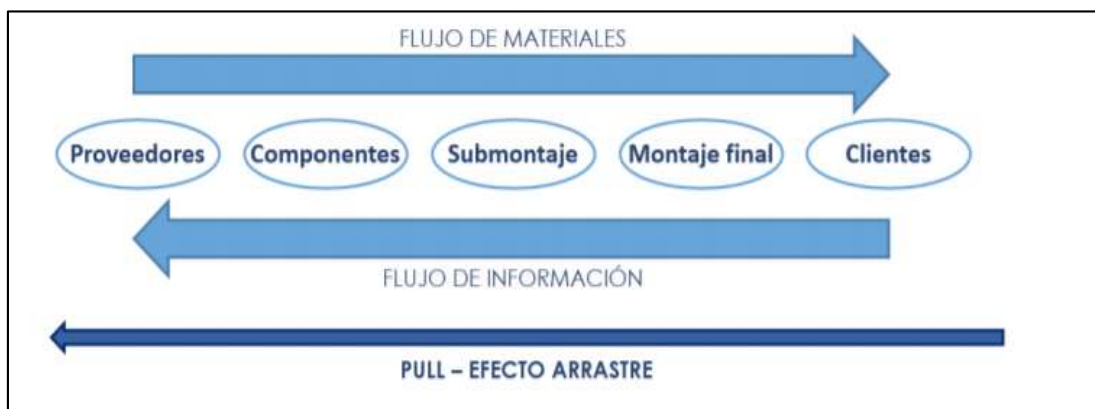 FLUJO DE MATERIALES
Proveedores Componentes Submontaje Montaje final Clientes
FLUJO DE INFORMACIÓN
PULL – EFECTO ARRASTRE